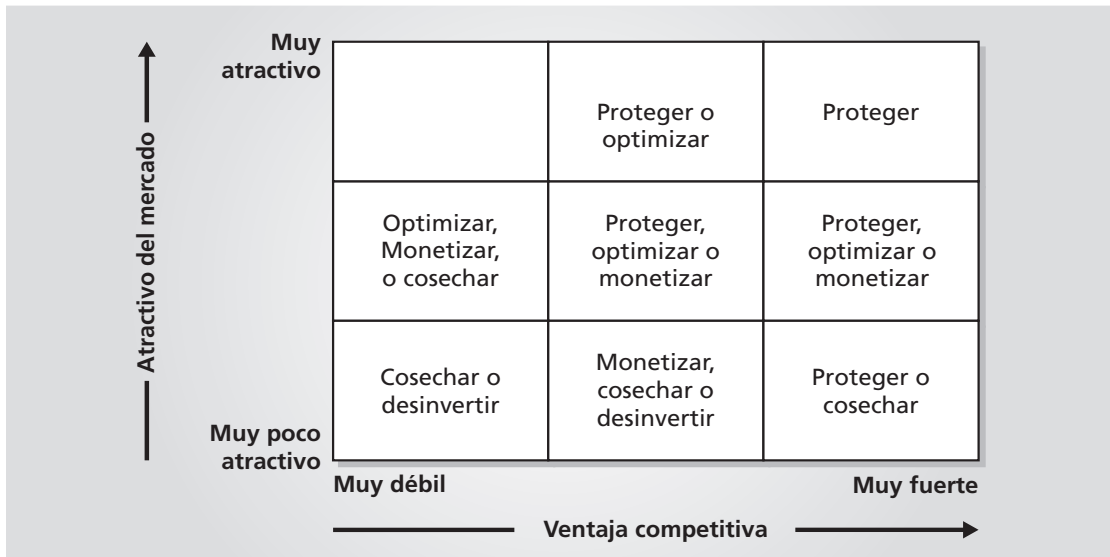 Muy
atractivo
Proteger o
optimizar
Proteger
Atractivo del mercado
Optimizar,
Monetizar,
o cosechar
Proteger,
optimizar o
monetizar
Proteger,
optimizar o
monetizar
Cosechar o
desinvertir
Monetizar,
cosechar o
desinvertir
Proteger o
cosechar
Muy poco
atractivo
Muy débil
Muy fuerte
Ventaja competitiva